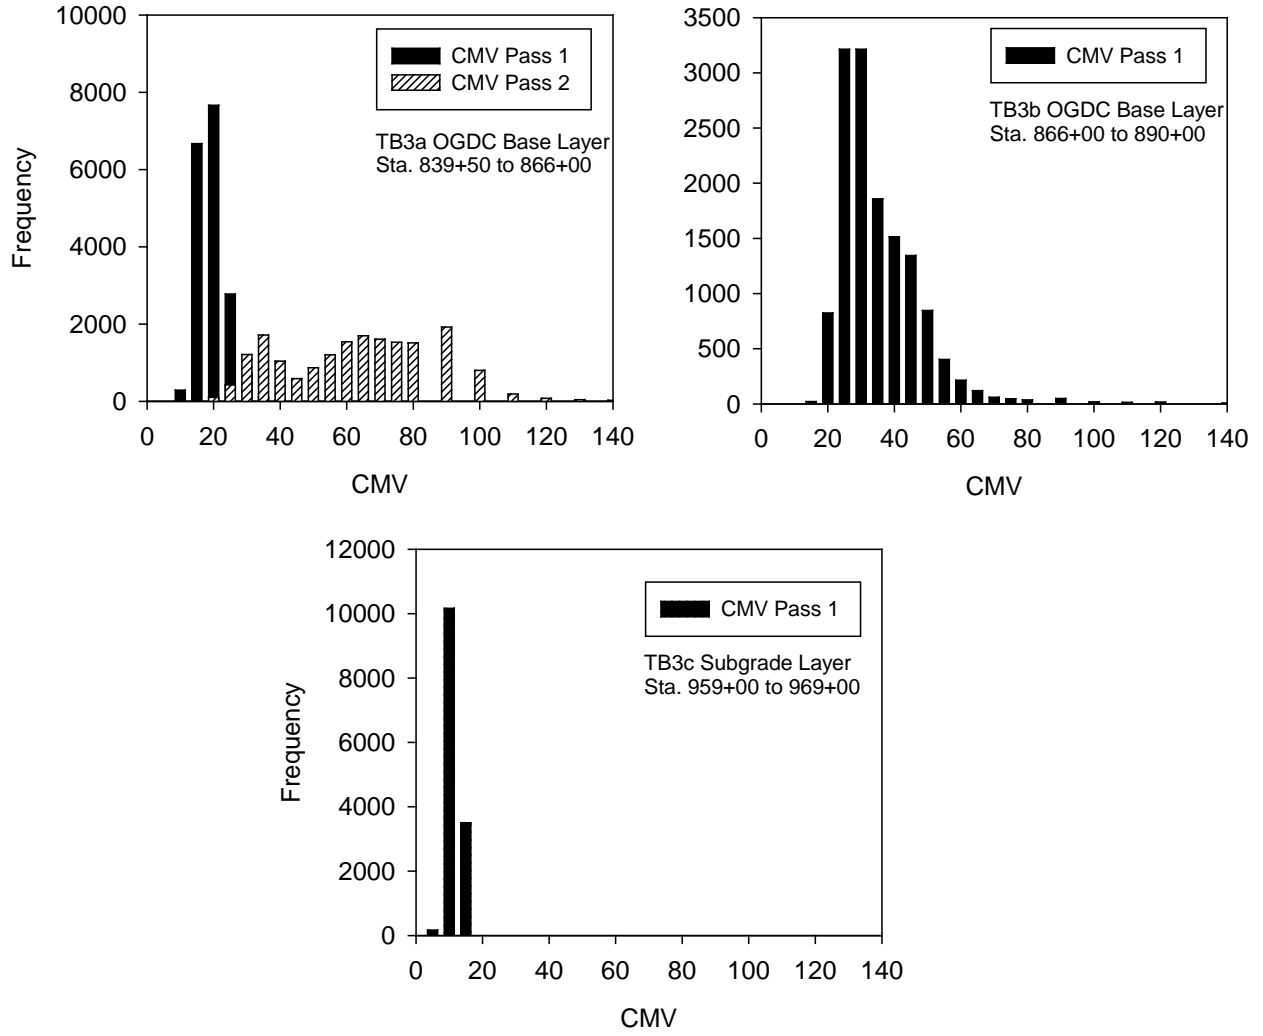 10000
8000
6000
4000
2000
0
Frequency
CMV Pass 1
CMV Pass 2
TB3a OGDC Base Layer
Sta. 839+50 to 866+00
0 20 40 60 80 100 120 140
CMV
3500
3000
2500
2000
1500
1000
500
0
CMV Pass 1
TB3b OGDC Base Layer
Sta. 866+00 to 890+00
0 20 40 60 80 100 120 140
CMV
12000
10000
8000
6000
4000
2000
0
Frequency
CMV Pass 1
TB3c Subgrade Layer
Sta. 959+00 to 969+00
0 20 40 60 80 100 120 140
CMV